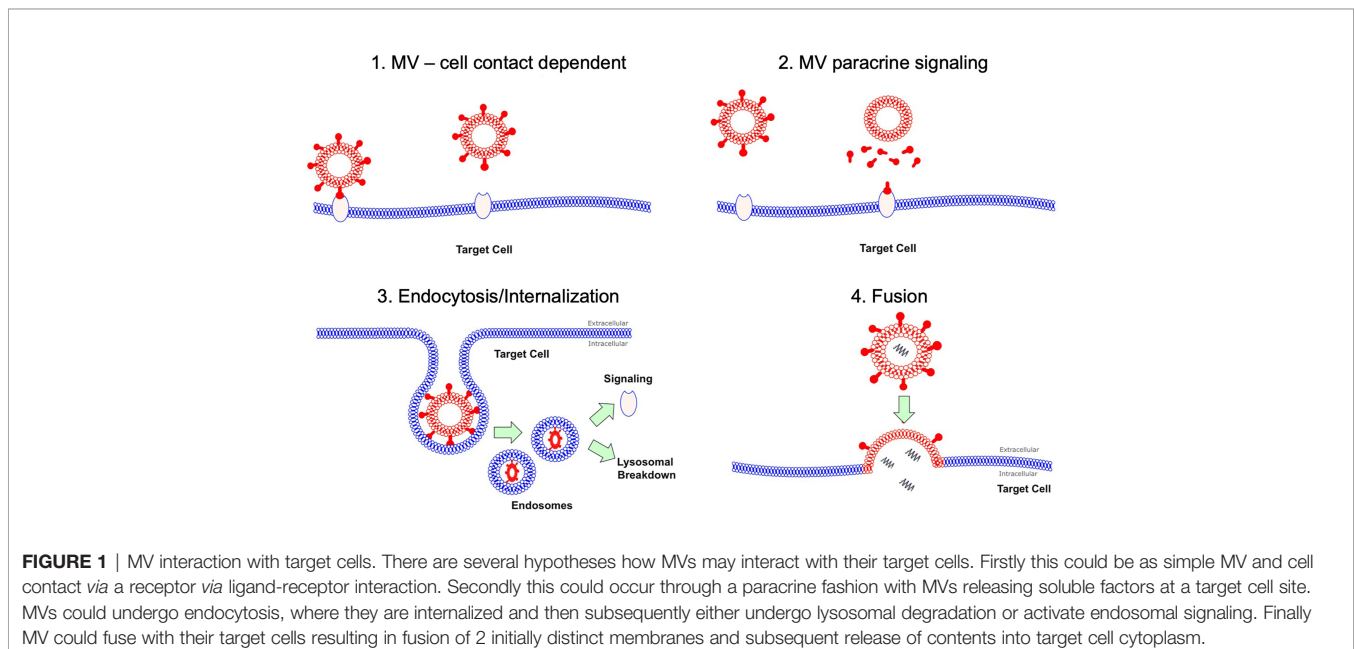 1. MV – cell contact dependent
2. MV paracrine signaling
Target Cell
Target Cell
3. Endocytosis/Internalization
4. Fusion
Extracellular
Intracellular
Target Cell
Signaling
Lysosomal
Breakdown
Endosomes
Extracellular
Intracellular
Target Cell
FIGURE 1 | MV interaction with target cells. There are several hypotheses how MVs may interact with their target cells. Firstly this could be as simple MV and cell
contact via a receptor via ligand-receptor interaction. Secondly this could occur through a paracrine fashion with MVs releasing soluble factors at a target cell site.
MVs could undergo endocytosis, where they are internalized and then subsequently either undergo lysosomal degradation or activate endosomal signaling. Finally
MV could fuse with their target cells resulting in fusion of 2 initially distinct membranes and subsequent release of contents into target cell cytoplasm.